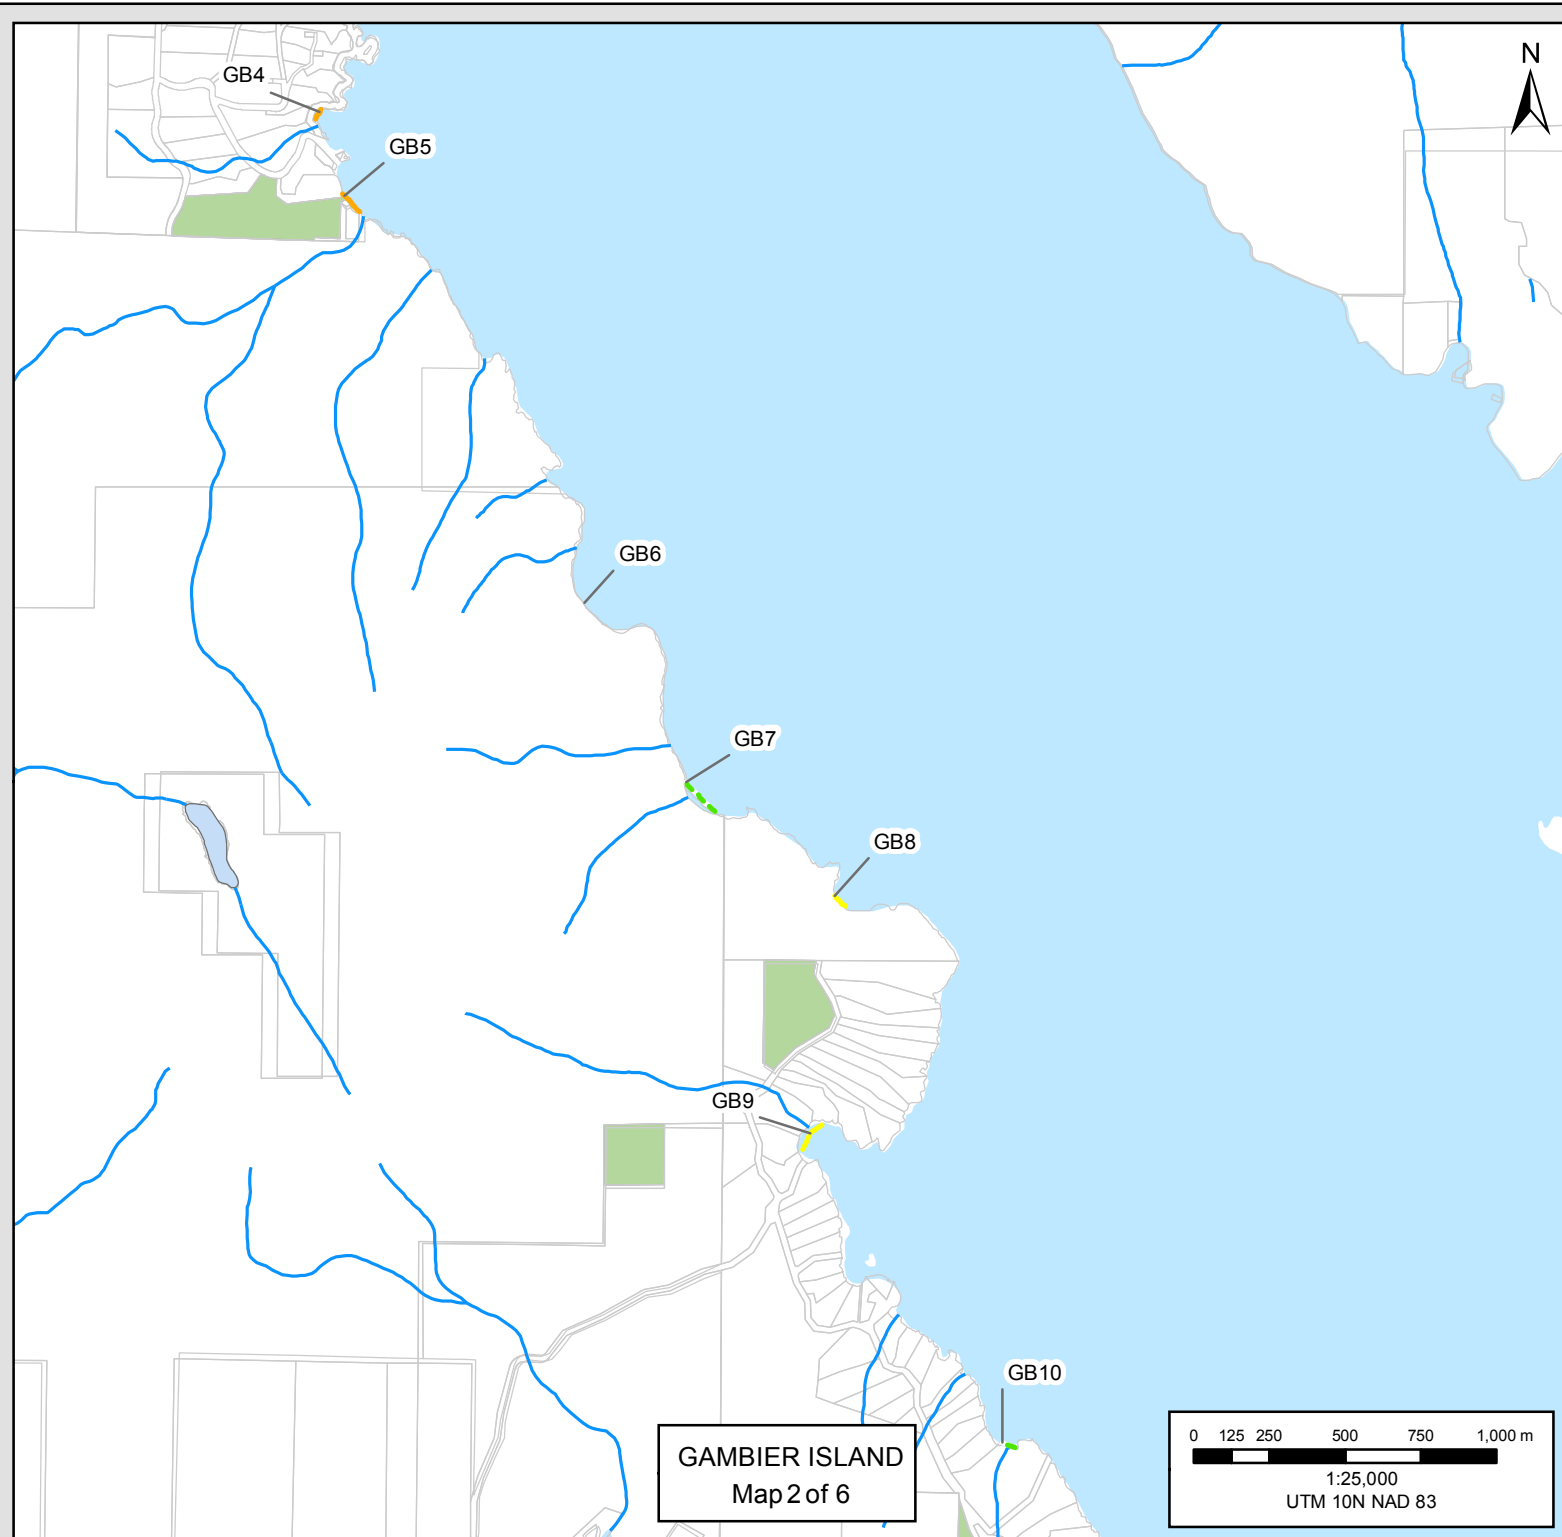 N
GB4
GB5
GB6
GB7
GB8
GB9
GB10
GAMBIER ISLAND
Map 2 of 6
0 125 250 500 750 1,000 m
1:25,000
UTM 10N NAD 83